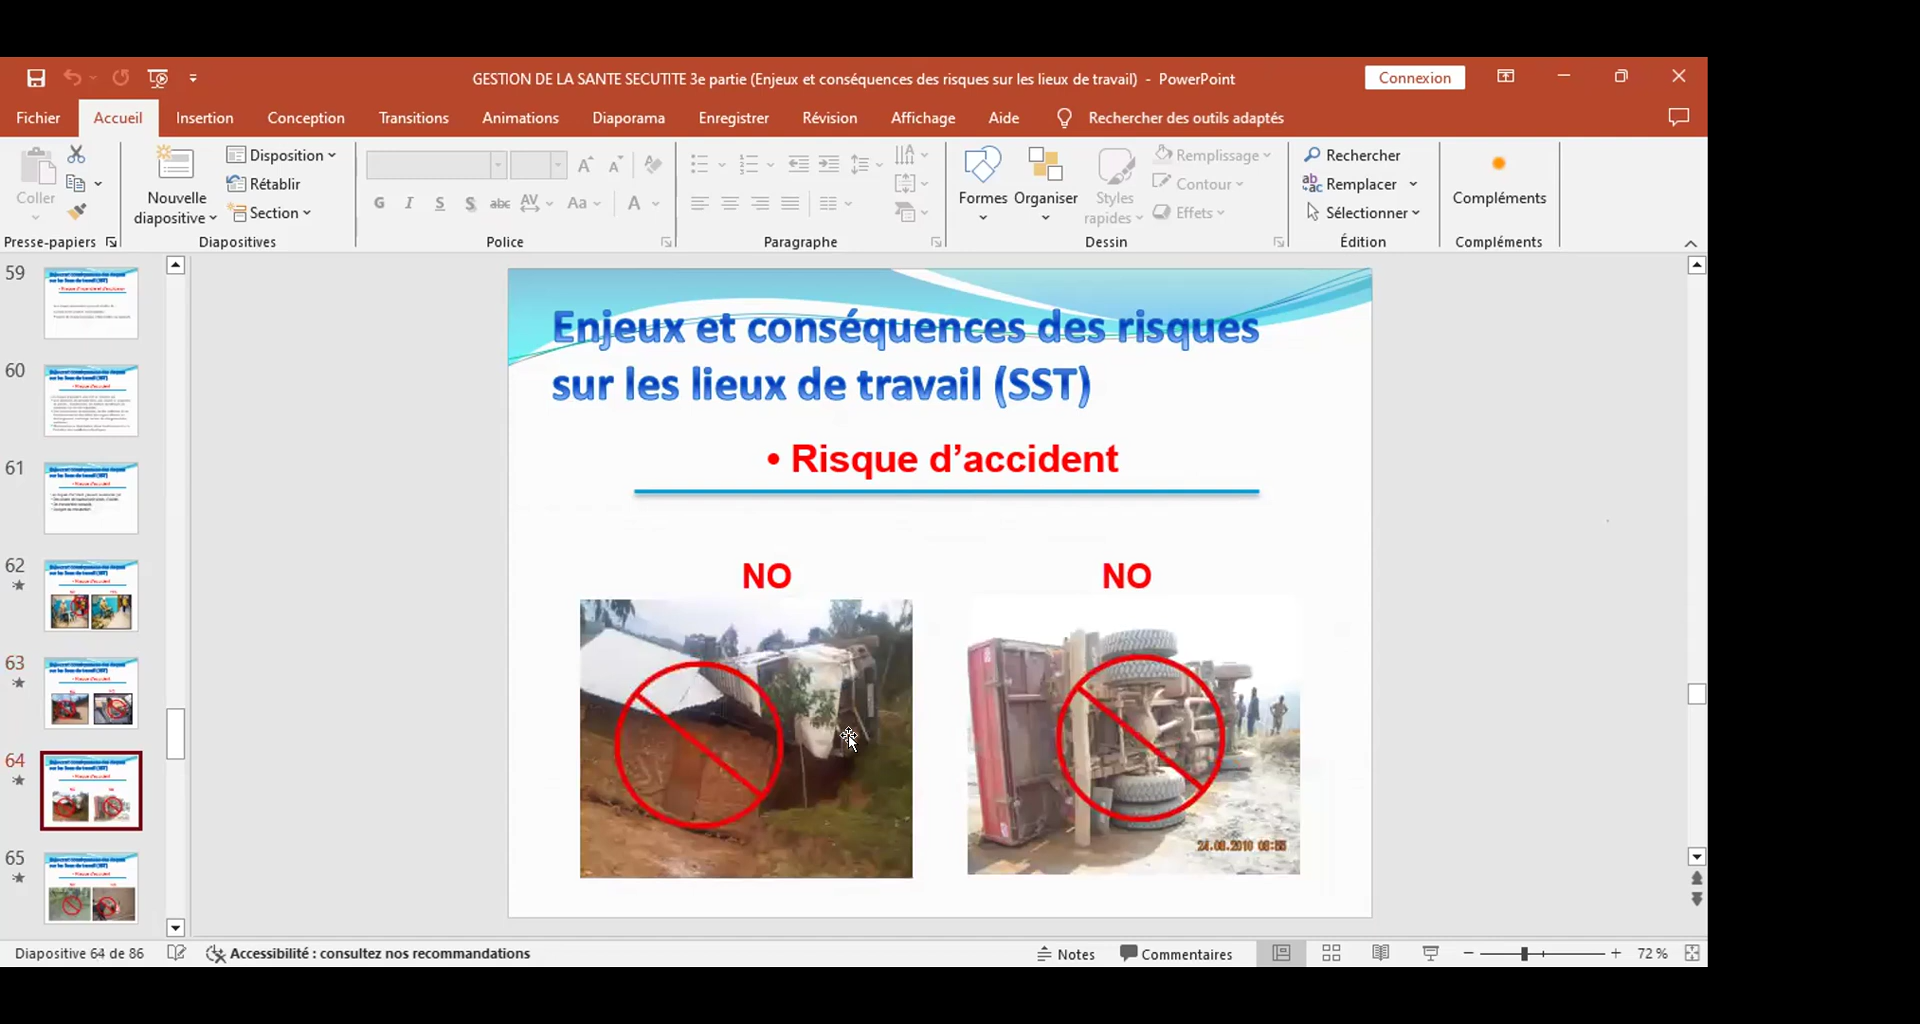 GESTION DE LA SANTE SECUTITE 3e partie (Enjeux et conséquences des risques sur les lieux de travail) - PowerPoint
Connexion
Fichier Accueil Insertion Conception Transitions Animations Diaporama Enregistrer Révision Affichage Aide Rechercher des outils adaptés
Coller
Nouvelle diapositive
Disposition
Rétablir
Section
G I S S abc AV Aa A
Formes
Organiser
Styles rapides
Remplissage
Contour
Effets
Rechercher
Remplacer
Sélectionner
Compléments
Presse-papiers Diapositives Police Paragraphe Dessin Édition Compléments
59
60
61
62
63
64
65
Enjeux et conséquences des risques
sur les lieux de travail (SST)
• Risque d’accident
NO NO
24.08.2010
Diapositive 64 de 86 Accessibilité : consultez nos recommandations Notes Commentaires 72 %